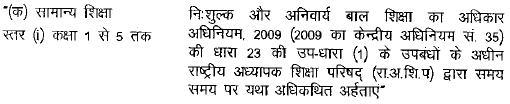 "(क) सामान्य शिक्षा
स्तर (i) कक्षा 1 से 5 तक
निःशुल्क और अनिवार्य बाल शिक्षा का अधिकार
अधिनियम, 2009 (2009 का केन्द्रीय अधिनियम सं. 35)
की धारा 23 की उप-धारा (1) के उपबंधों के अधीन
राष्ट्रीय अध्यापक शिक्षा परिषद् (रा.अ.शि.प) द्वारा समय
समय पर यथा अधिकथित अर्हताएं"